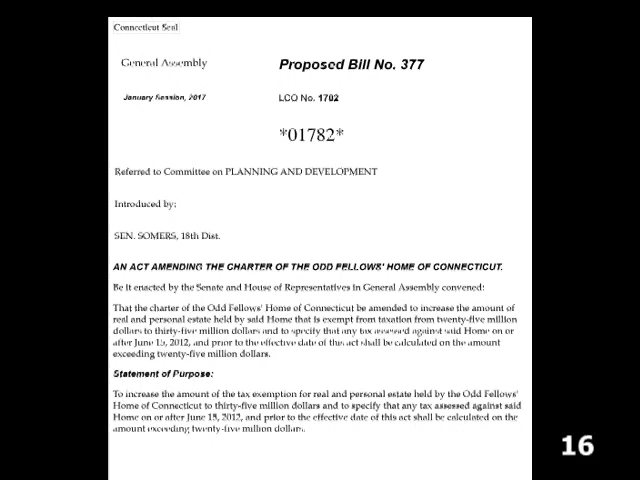 Connecticut Seal
General Assembly
Proposed Bill No. 377
January Session, 2017
LCO No. 1782
*01782*
Referred to Committee on PLANNING AND DEVELOPMENT
Introduced by:
SEN. SOMERS, 18th Dist.
AN ACT AMENDING THE CHARTER OF THE ODD FELLOWS' HOME OF CONNECTICUT.
Be it enacted by the Senate and House of Representatives in General Assembly convened:
That the charter of the Odd Fellows' Home of Connecticut be amended to increase the amount of
real and personal estate held by said Home that is exempt from taxation from twenty-five million
dollars to thirty-five million dollars and to specify that any tax assessed against said Home on or
after June 15, 2012, and prior to the effective date of this act shall be calculated on the amount
exceeding twenty-five million dollars.
Statement of Purpose:
To increase the amount of the tax exemption for real and personal estate held by the Odd Fellows'
Home of Connecticut to thirty-five million dollars and to specify that any tax assessed against said
Home on or after June 15, 2012, and prior to the effective date of this act shall be calculated on the
amount exceeding twenty-five million dollars.
16